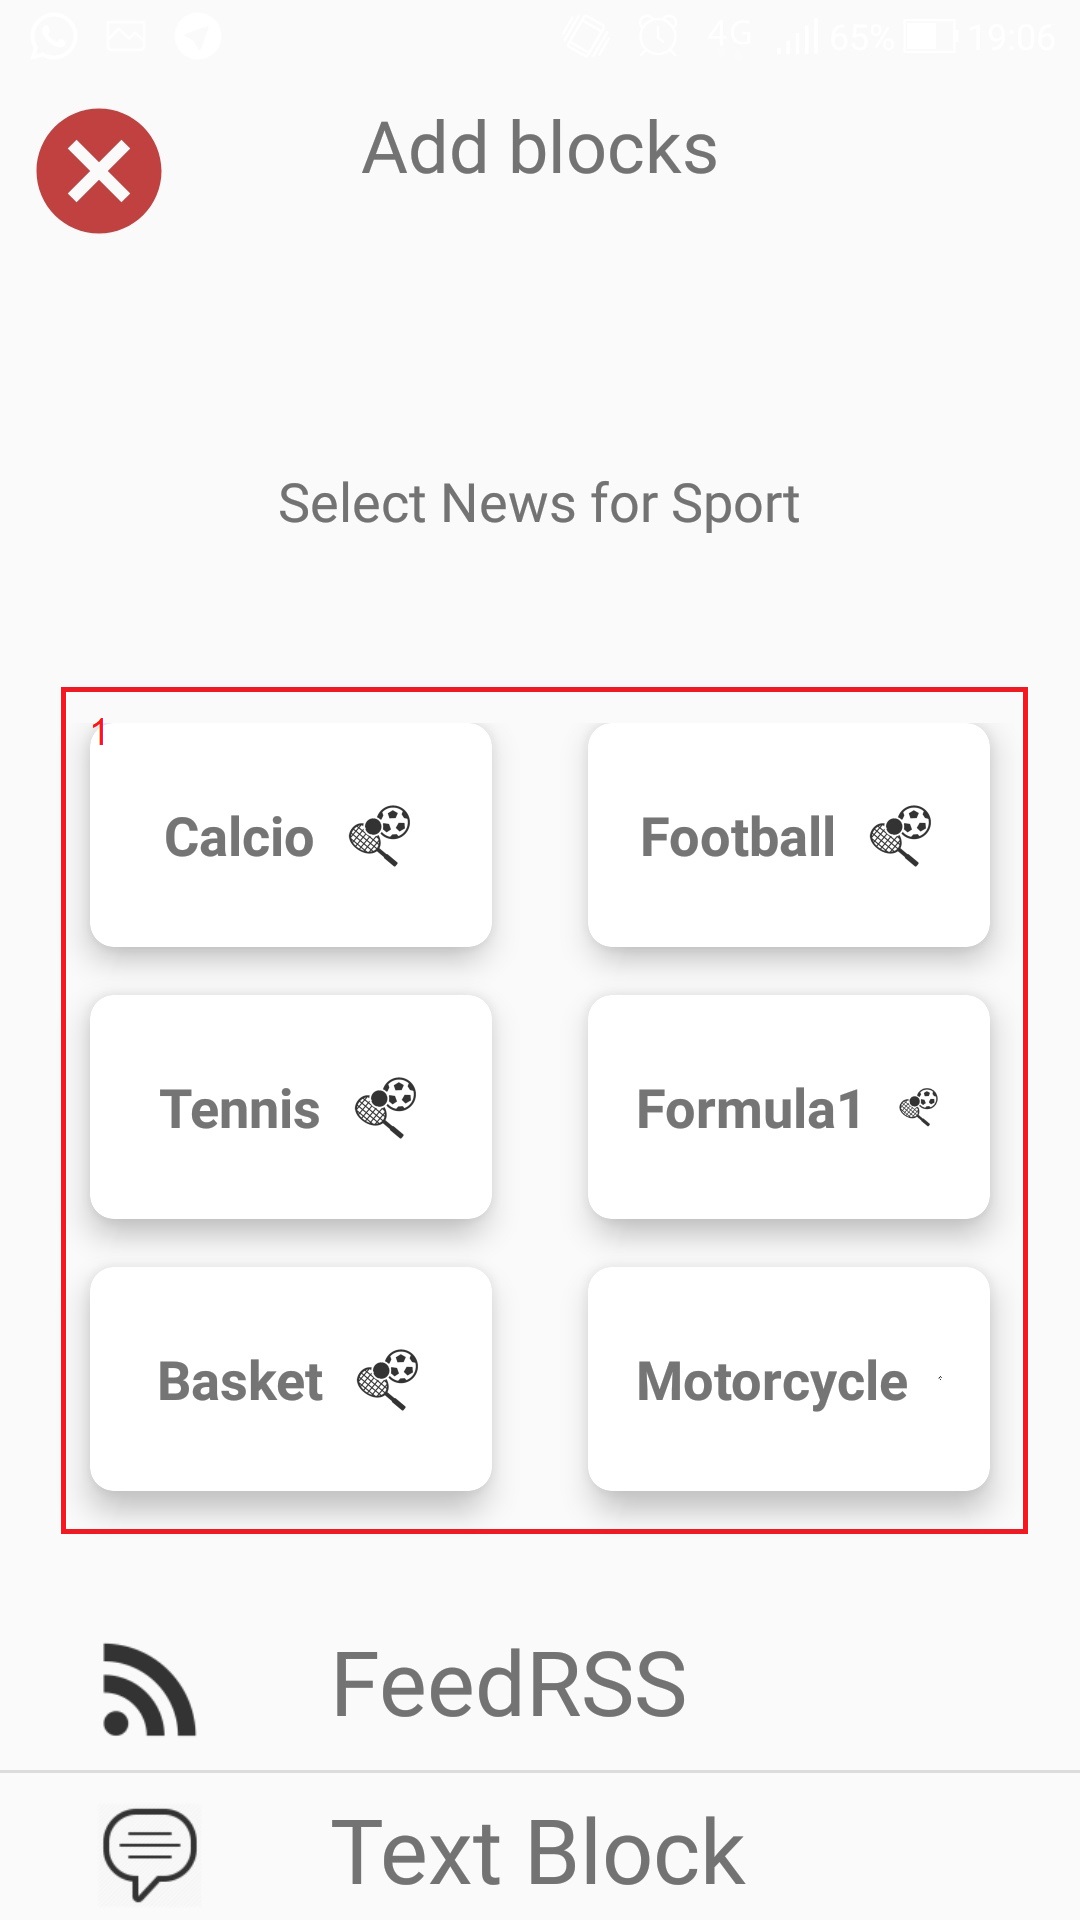 4G 65% 19:06
Add blocks
Select News for Sport
1
Calcio Football
Tennis Formula1
Basket Motorcycle
FeedRSS
Text Block